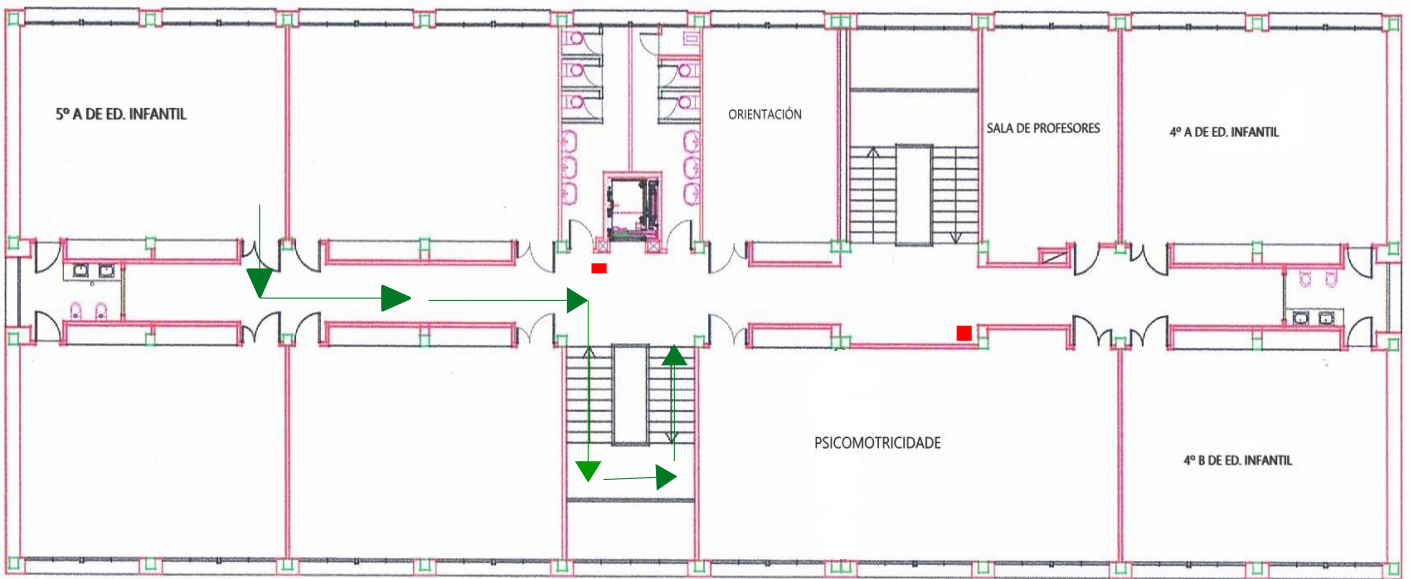 5º A DE ED. INFANTIL
ORIENTACIÓN
SALA DE PROFESORES
4º A DE ED. INFANTIL
PSICOMOTRICIDADE
4º B DE ED. INFANTIL